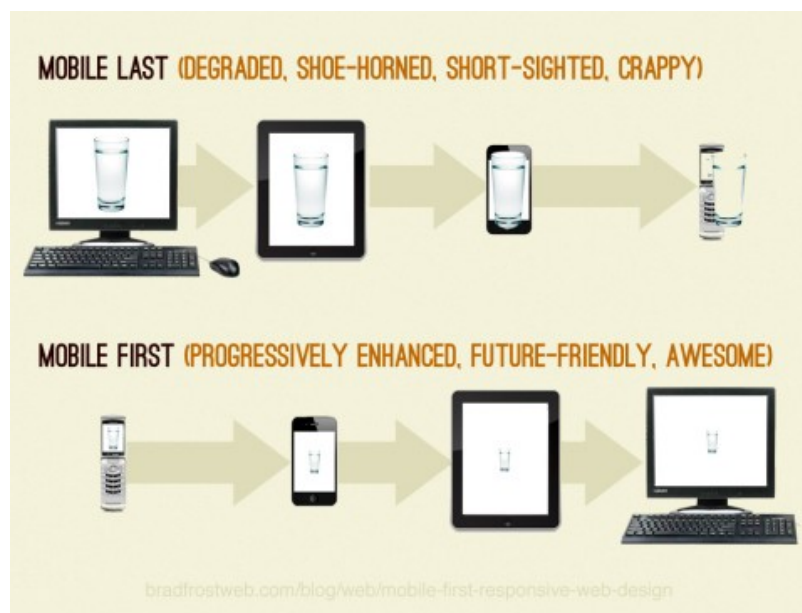 MOBILE LAST (DEGRADED, SHOE-HORNED, SHORT-SIGHTED, CRAPPY)
MOBILE FIRST (PROGRESSIVELY ENHANCED, FUTURE-FRIENDLY, AWESOME)
bradfrostweb.com/blog/web/mobile-first-responsive-web-design